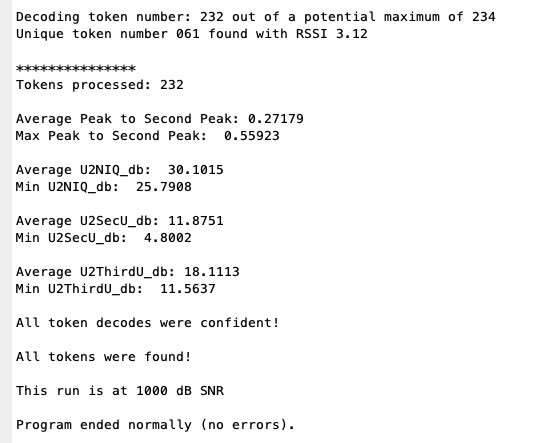 Decoding token number: 232 out of a potential maximum of 234
Unique token number 061 found with RSSI 3.12
***************
Tokens processed: 232
Average Peak to Second Peak: 0.27179
Max Peak to Second Peak:  0.55923
Average U2NIQ_db:  30.1015
Min U2NIQ_db:  25.7908
Average U2SecU_db: 11.8751
Min U2SecU_db:  4.8002
Average U2ThirdU_db: 18.1113
Min U2ThirdU_db:  11.5637
All token decodes were confident!
All tokens were found!
This run is at 1000 dB SNR
Program ended normally (no errors).